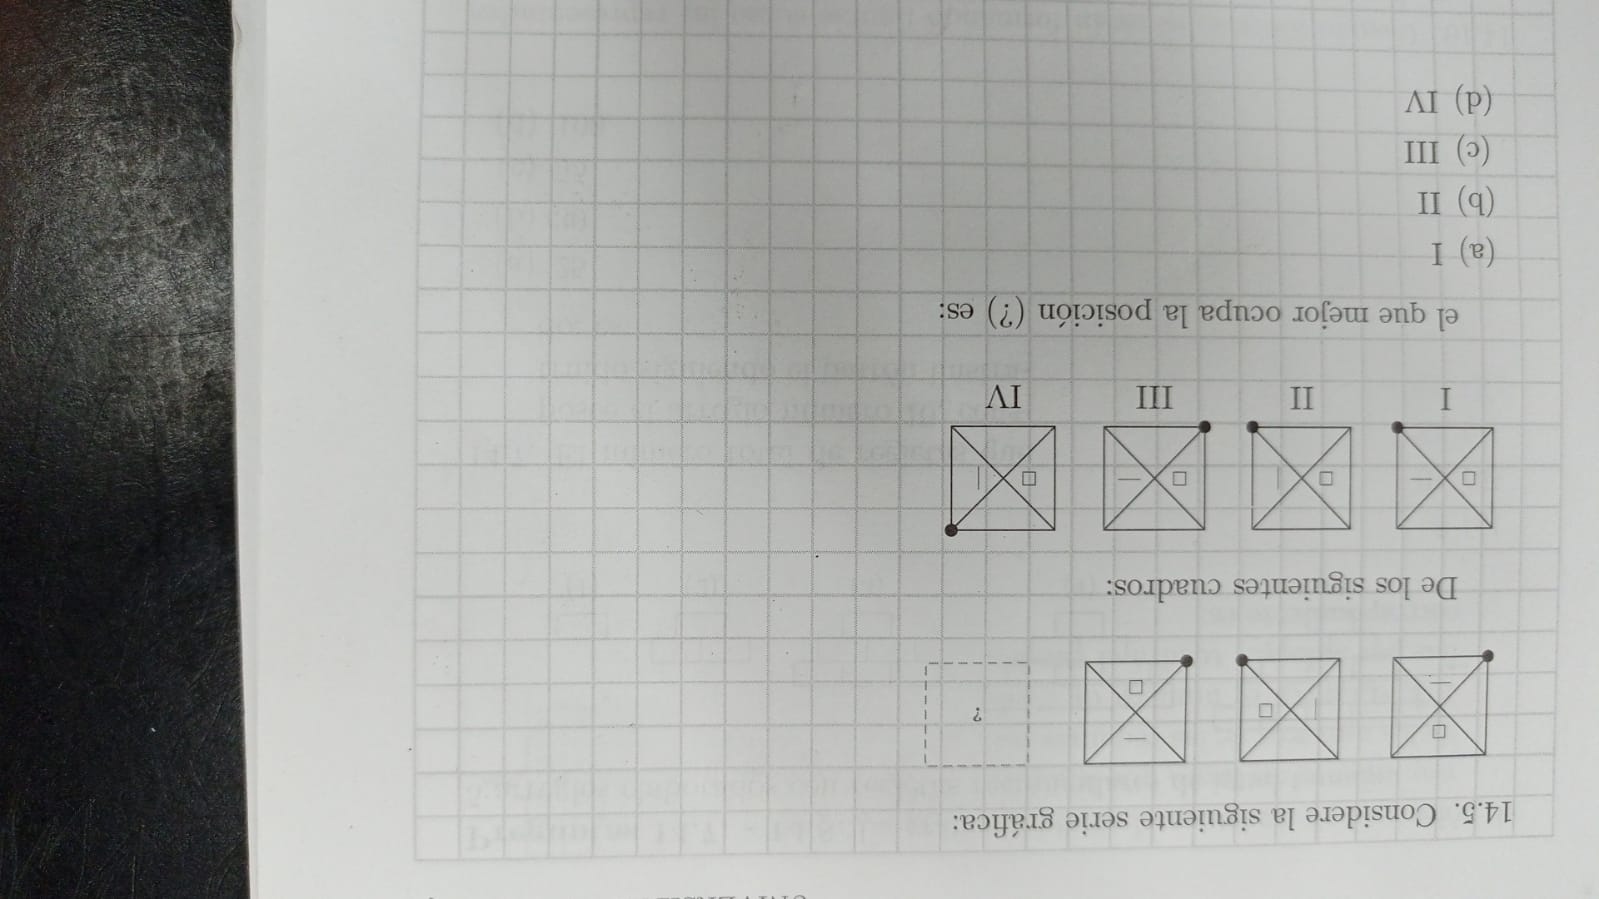 14.5. Considere la siguiente serie gráfica:
?
De los siguientes cuadros:
I II III IV
el que mejor ocupa la posición (?) es:
(a) I
(b) II
(c) III
(d) IV